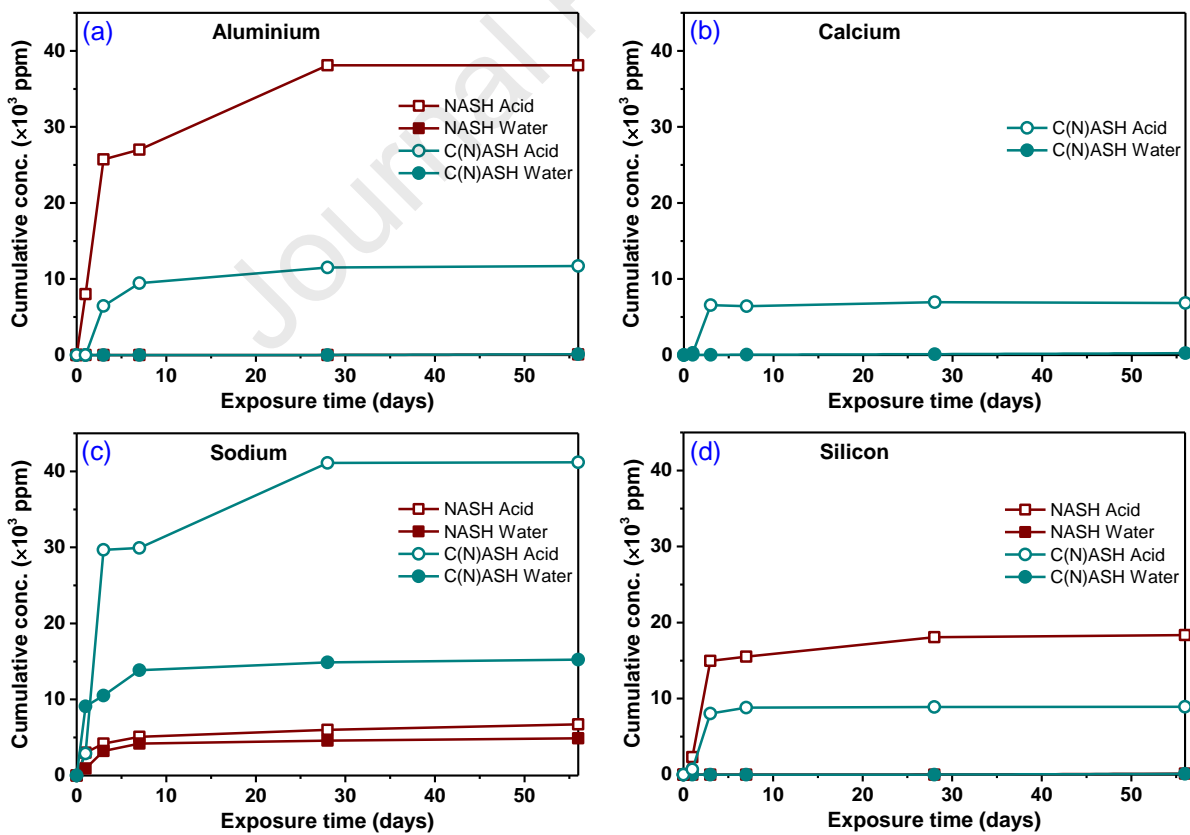 (a)
Aluminium
Cumulative conc. (×10³ ppm)
40
30
20
10
0
NASH Acid
NASH Water
C(N)ASH Acid
C(N)ASH Water
0 10 20 30 40 50
Exposure time (days)
(b)
Calcium
Cumulative conc. (×10³ ppm)
40
30
20
10
0
C(N)ASH Acid
C(N)ASH Water
0 10 20 30 40 50
Exposure time (days)
(c)
Sodium
Cumulative conc. (×10³ ppm)
40
30
20
10
0
NASH Acid
NASH Water
C(N)ASH Acid
C(N)ASH Water
0 10 20 30 40 50
Exposure time (days)
(d)
Silicon
Cumulative conc. (×10³ ppm)
40
30
20
10
0
NASH Acid
NASH Water
C(N)ASH Acid
C(N)ASH Water
0 10 20 30 40 50
Exposure time (days)
Journal